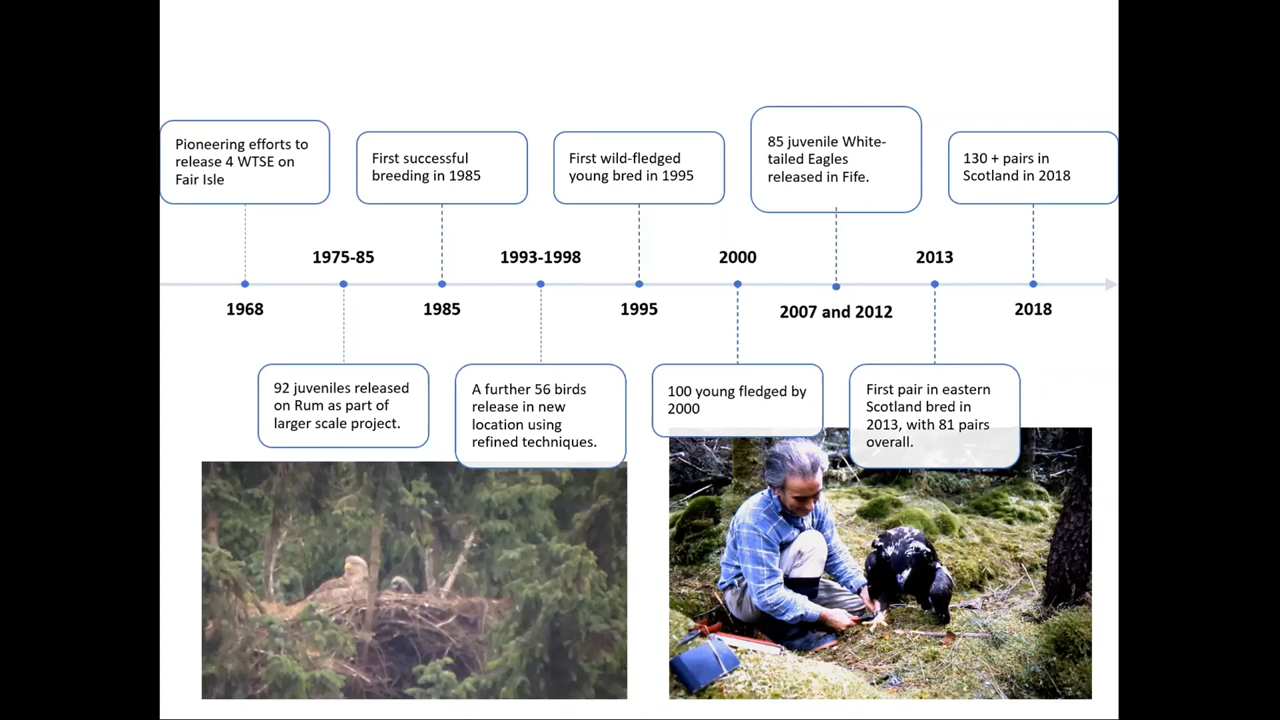 Pioneering efforts to
release 4 WTSE on
Fair Isle
First successful
breeding in 1985
First wild-fledged
young bred in 1995
85 juvenile White-
tailed Eagles
released in Fife.
130 + pairs in
Scotland in 2018
1975-85
1993-1998
2000
2013
1968
1985
1995
2007 and 2012
2018
92 juveniles released
on Rum as part of
larger scale project.
A further 56 birds
release in new
location using
refined techniques.
100 young fledged by
2000
First pair in eastern
Scotland bred in
2013, with 81 pairs
overall.